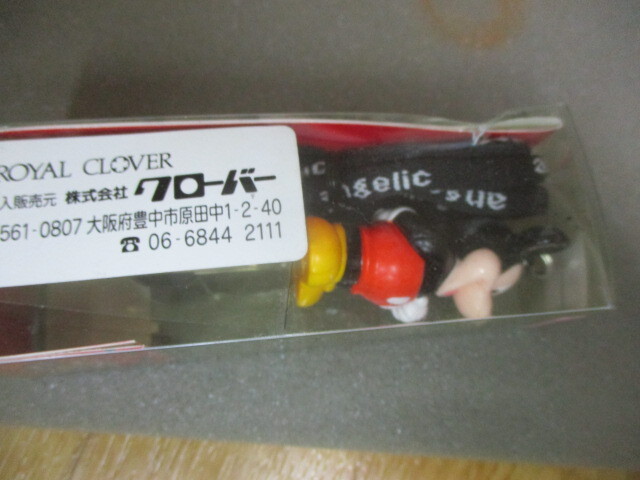 ROYAL CLOVER
入販売元 株式会社 クローバー
561-0807 大阪府豊中市原田中1-2-40
☎ 06-6844 2111
ngelic